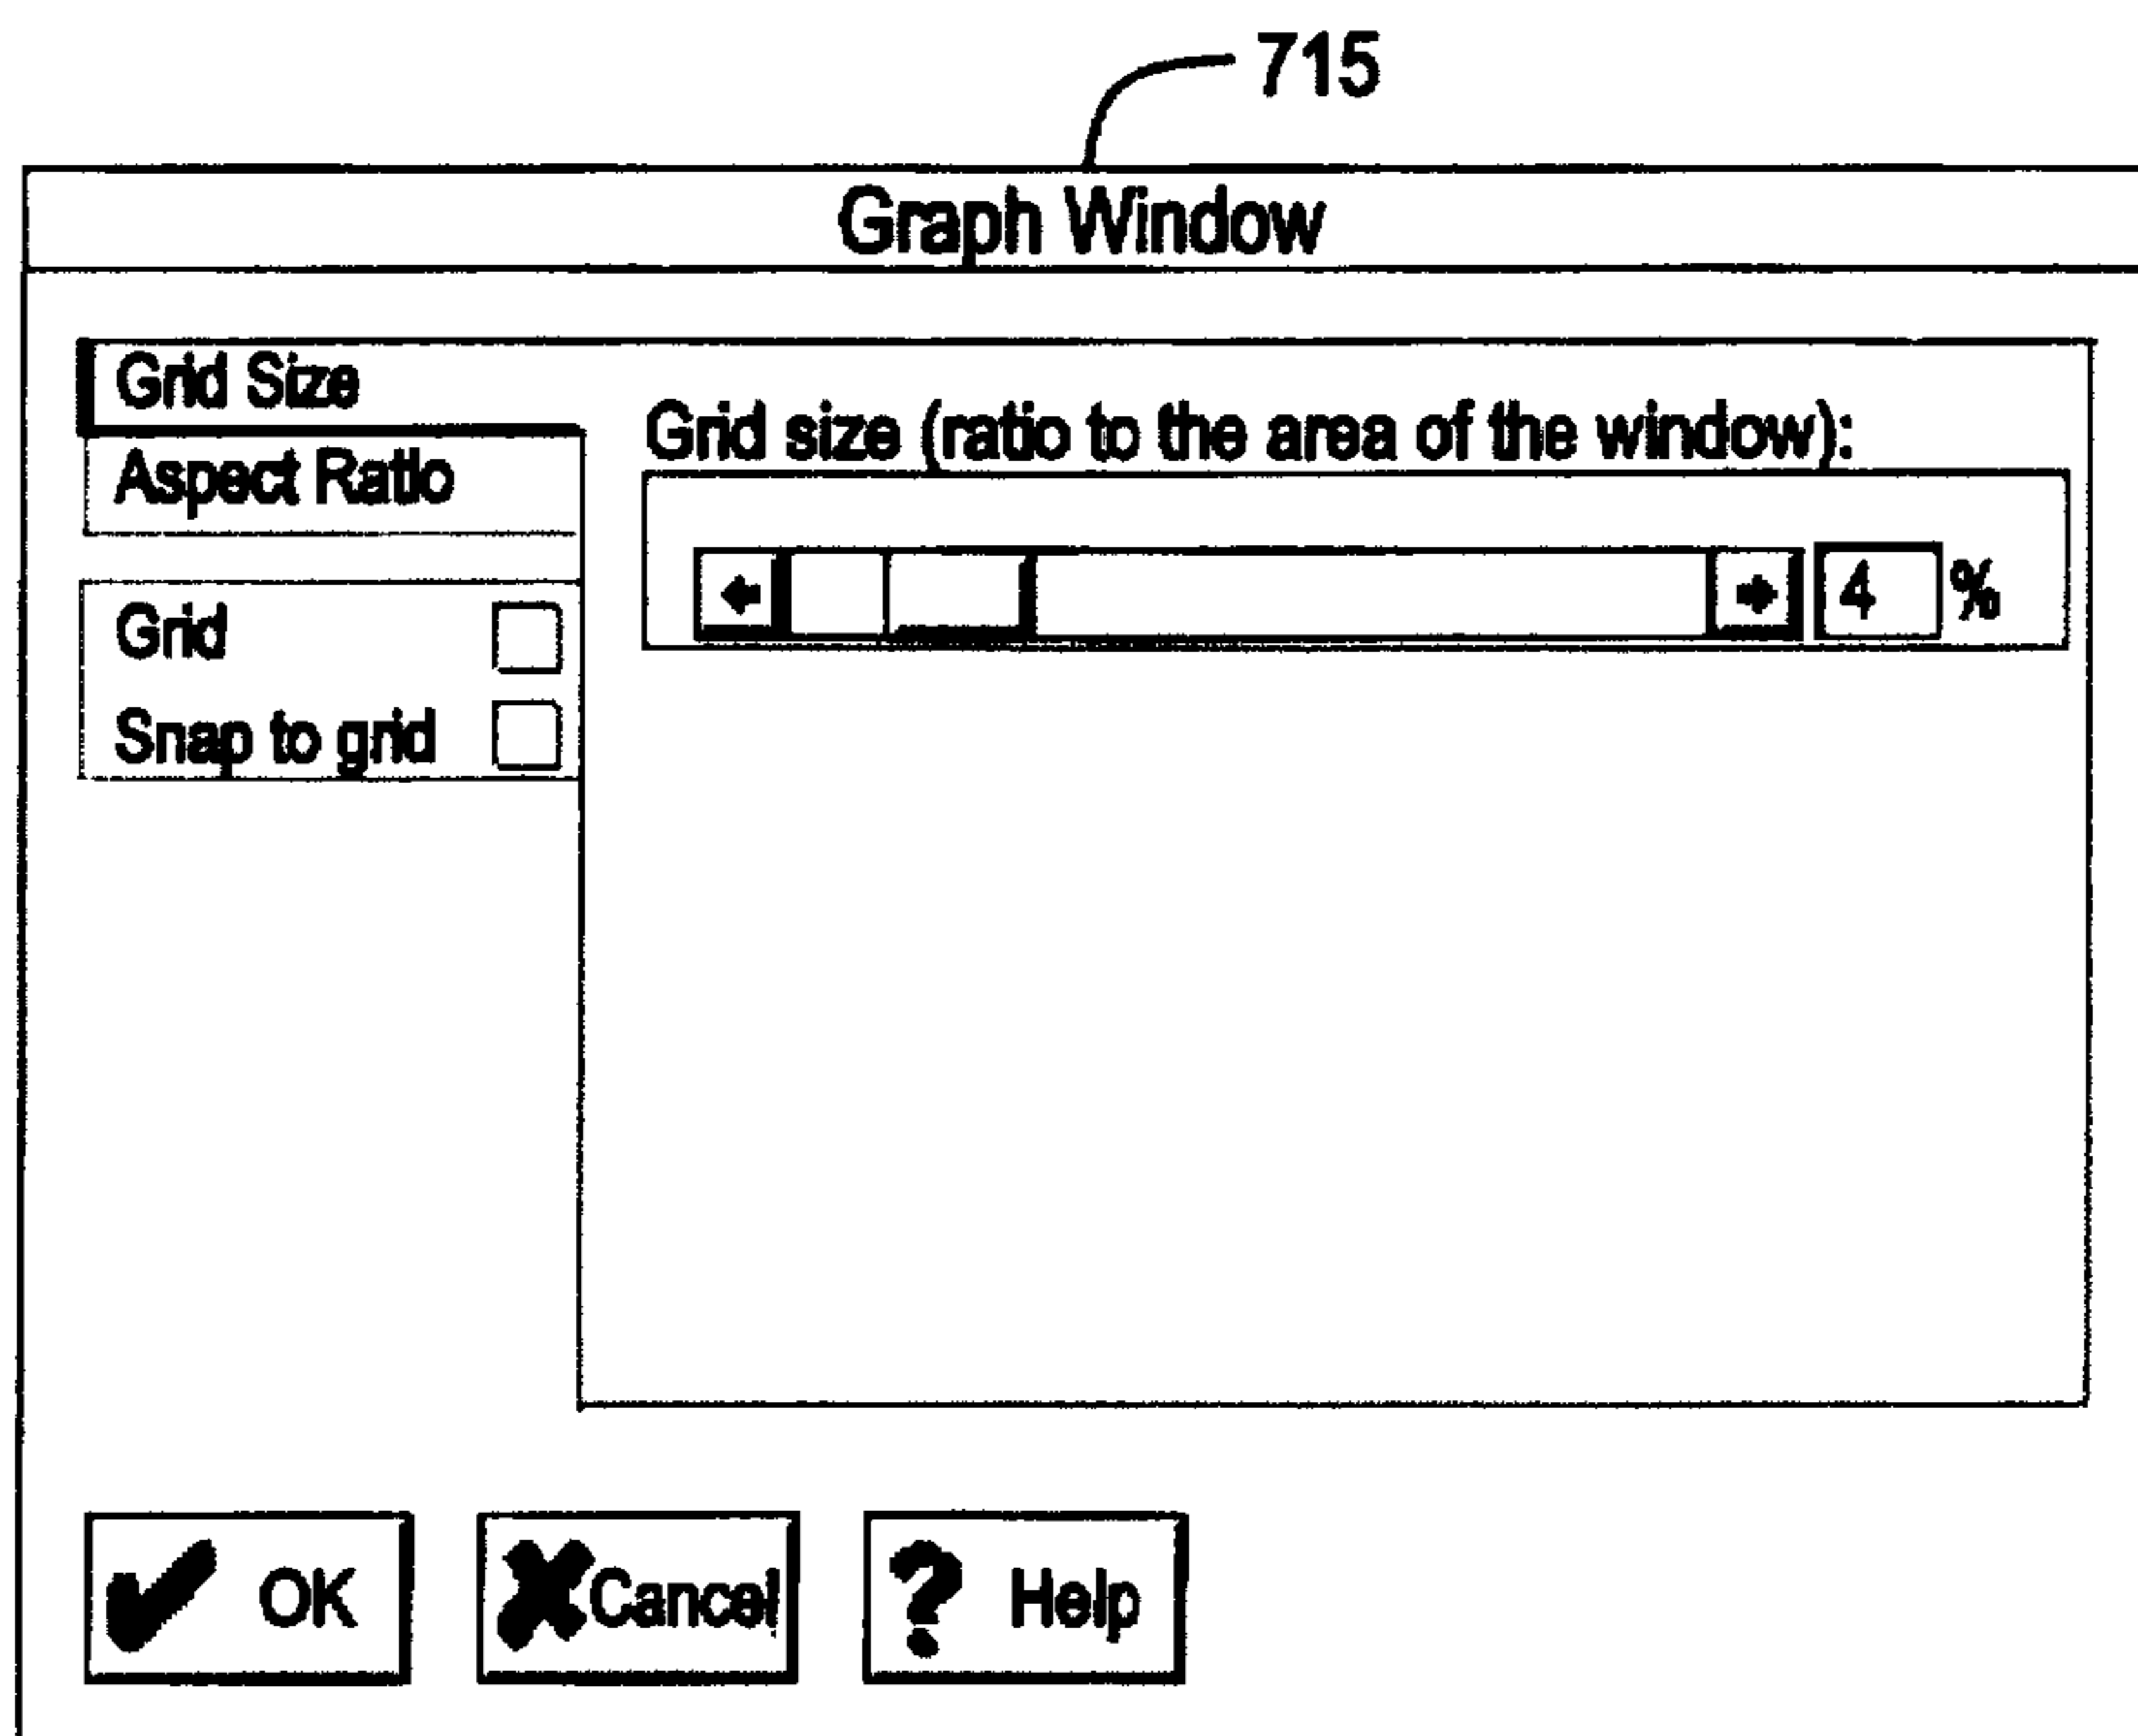 715
Graph Window
Grid Size
Aspect Ratio
Grid
Snap to grid
Grid size (ratio to the area of the window):
4 %
OK
Cancel
Help